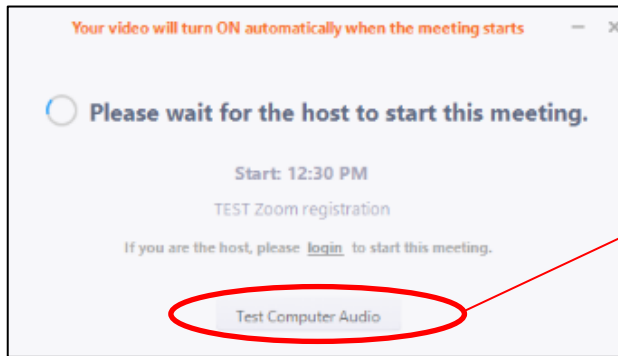 Your video will turn ON automatically when the meeting starts
Please wait for the host to start this meeting.
Start: 12:30 PM
TEST Zoom registration
If you are the host, please login to start this meeting.
Test Computer Audio